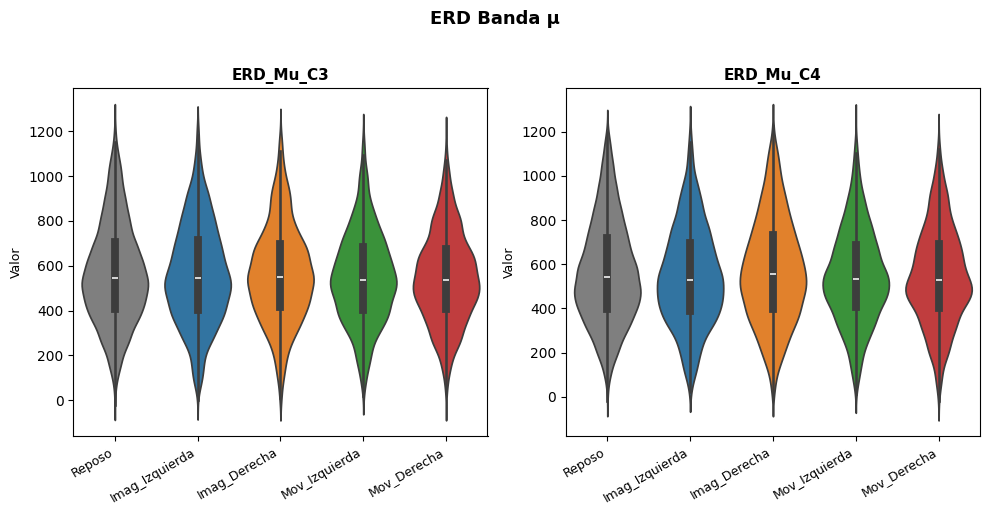 ERD Banda μ
ERD_Mu_C3
ERD_Mu_C4
Valor
1200
1000
800
600
400
200
0
Reposo
Imag_Izquierda
Imag_Derecha
Mov_Izquierda
Mov_Derecha
Valor
1200
1000
800
600
400
200
0
Reposo
Imag_Izquierda
Imag_Derecha
Mov_Izquierda
Mov_Derecha